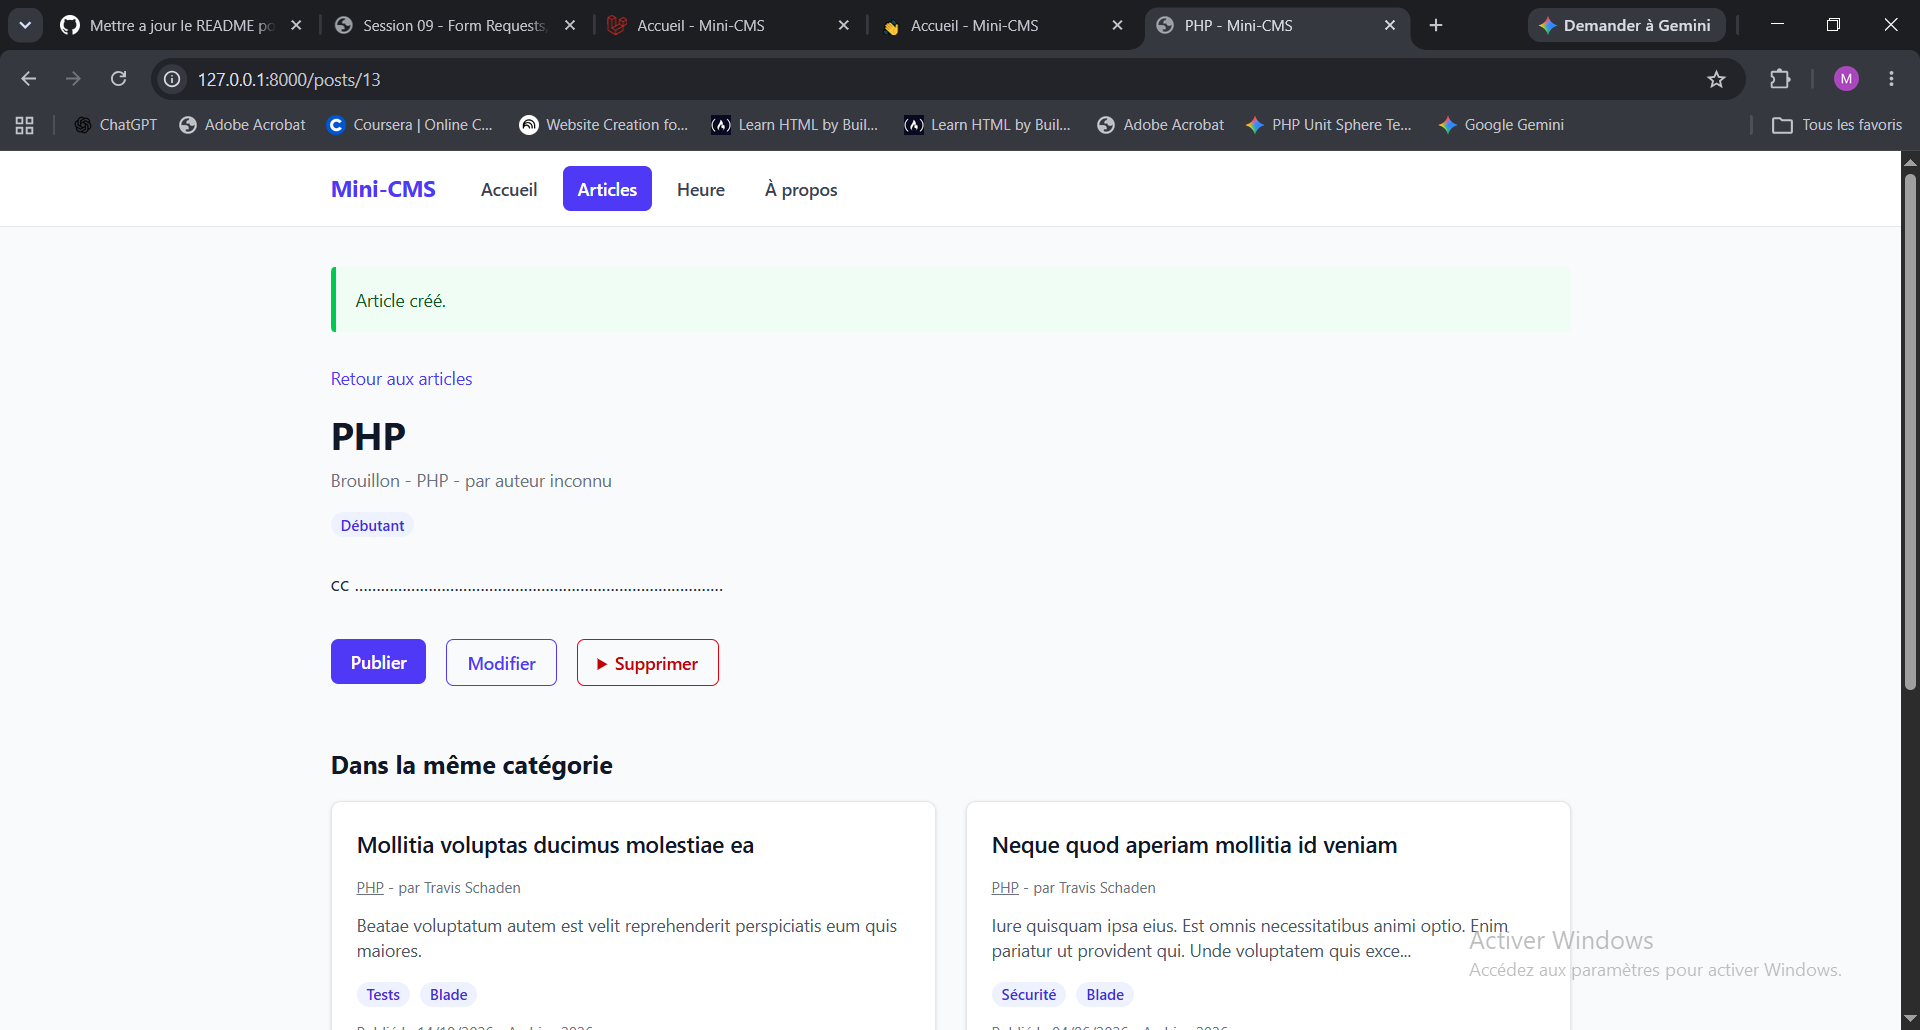 Mettre a jour le README po
Session 09 - Form Requests,
Accueil - Mini-CMS
Accueil - Mini-CMS
PHP - Mini-CMS
Demander à Gemini
127.0.0.1:8000/posts/13
M
ChatGPT
Adobe Acrobat
Coursera | Online C...
Website Creation fo...
Learn HTML by Buil...
Learn HTML by Buil...
Adobe Acrobat
PHP Unit Sphere Te...
Google Gemini
Tous les favoris
Mini-CMS
Accueil
Articles
Heure
À propos
Article créé.
Retour aux articles
PHP
Brouillon - PHP - par auteur inconnu
Débutant
cc ......................................................................................
Publier
Modifier
Supprimer
Dans la même catégorie
Mollitia voluptas ducimus molestiae ea
PHP - par Travis Schaden
Beatae voluptatum autem est velit reprehenderit perspiciatis eum quis
maiores.
Tests
Blade
Neque quod aperiam mollitia id veniam
PHP - par Travis Schaden
Iure quisquam ipsa eius. Est omnis necessitatibus animi optio. Enim
pariatur ut provident qui. Unde voluptatem quis exce...
Sécurité
Blade
Activer Windows
Accédez aux paramètres pour activer Windows.